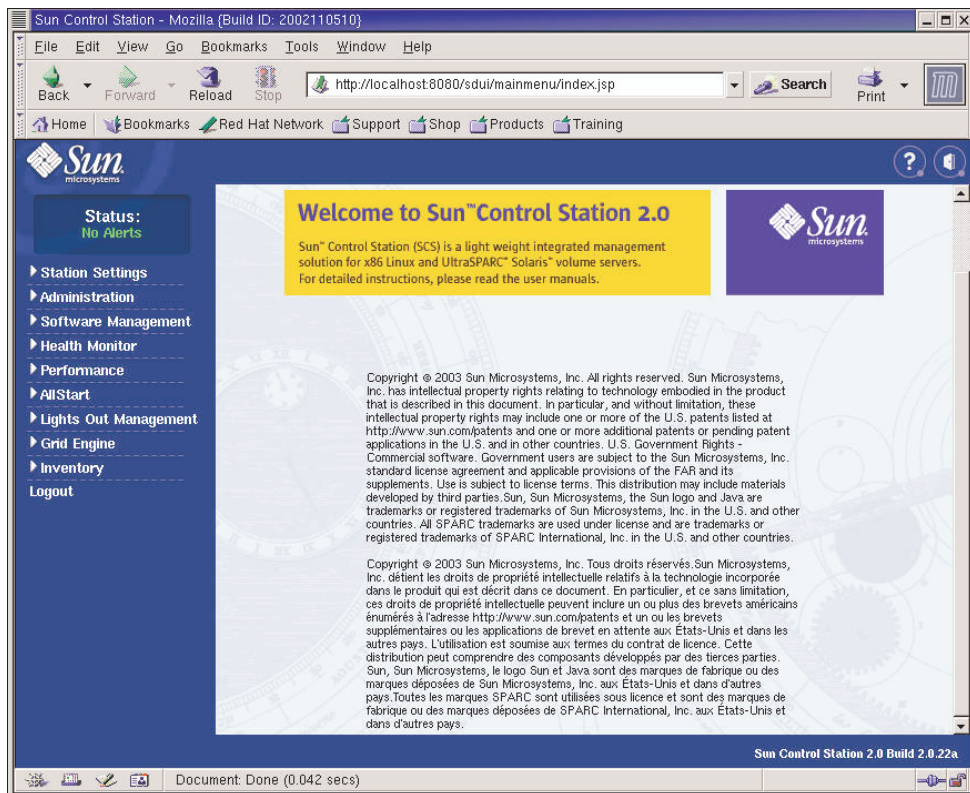 Sun Control Station - Mozilla {Build ID: 2002110510}
File Edit View Go Bookmarks Tools Window Help
Back Forward Reload Stop http://localhost:8080/sdui/mainmenu/index.jsp Search Print
Home Bookmarks Red Hat Network Support Shop Products Training
Sun
microsystems
?
Status:
No Alerts
Station Settings
Administration
Software Management
Health Monitor
Performance
AllStart
Lights Out Management
Grid Engine
Inventory
Logout
Welcome to Sun™ Control Station 2.0
Sun™ Control Station (SCS) is a light weight integrated management
solution for x86 Linux and UltraSPARC™ Solaris™ volume servers.
For detailed instructions, please read the user manuals.
Sun
microsystems
Copyright © 2003 Sun Microsystems, Inc. All rights reserved. Sun Microsystems,
Inc. has intellectual property rights relating to technology embodied in the product
that is described in this document. In particular, and without limitation, these
intellectual property rights may include one or more of the U.S. patents listed at
http://www.sun.com/patents and one or more additional patents or pending patent
applications in the U.S. and in other countries. U.S. Government Rights -
Commercial software. Government users are subject to the Sun Microsystems, Inc.
standard license agreement and applicable provisions of the FAR and its
supplements. Use is subject to license terms. This distribution may include materials
developed by third parties.Sun, Sun Microsystems, the Sun logo and Java are
trademarks or registered trademarks of Sun Microsystems, Inc. in the U.S. and other
countries. All SPARC trademarks are used under license and are trademarks or
registered trademarks of SPARC International, Inc. in the U.S. and other countries.
Copyright © 2003 Sun Microsystems, Inc. Tous droits réservés.Sun Microsystems,
Inc. détient les droits de propriété intellectuelle relatifs à la technologie incorporée
dans le produit qui est décrit dans ce document. En particulier, et ce sans limitation,
ces droits de propriété intellectuelle peuvent inclure un ou plus des brevets américains
énumérés à l'adresse http://www.sun.com/patents et un ou les brevets
supplémentaires ou les applications de brevet en attente aux États-Unis et dans les
autres pays. L'utilisation est soumise aux termes du contrat de licence. Cette
distribution peut comprendre des composants développés par des tierces parties.
Sun, Sun Microsystems, le logo Sun et Java sont des marques de fabrique ou des
marques déposées de Sun Microsystems, Inc. aux États-Unis et dans d'autres
pays.Toutes les marques SPARC sont utilisées sous licence et sont des marques de
fabrique ou des marques déposées de SPARC International, Inc. aux États-Unis et
dans d'autres pays.
Sun Control Station 2.0 Build 2.0.22a
Document: Done (0.042 secs)